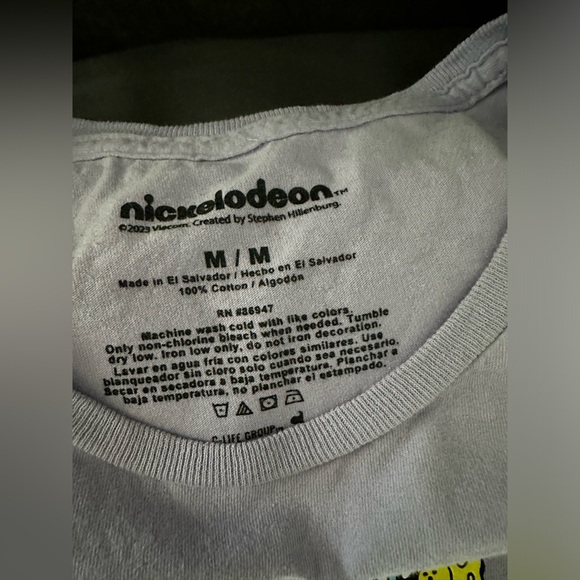 nickelodeon™
©2023 Viacom. Created by Stephen Hillenburg.
M / M
Made in El Salvador / Hecho en El Salvador
100% Cotton / Algodón
RN #86947
Machine wash cold with like colors.
Only non-chlorine bleach when needed. Tumble
dry low. Iron low only, do not iron decoration.
Lavar en agua fría con colores similares. Use
blanqueador sin cloro solo cuando sea necesario.
Secar en secadora a baja temperatura. Planchar a
baja temperatura, no planchar el estampado.
C-LIFE GROUP